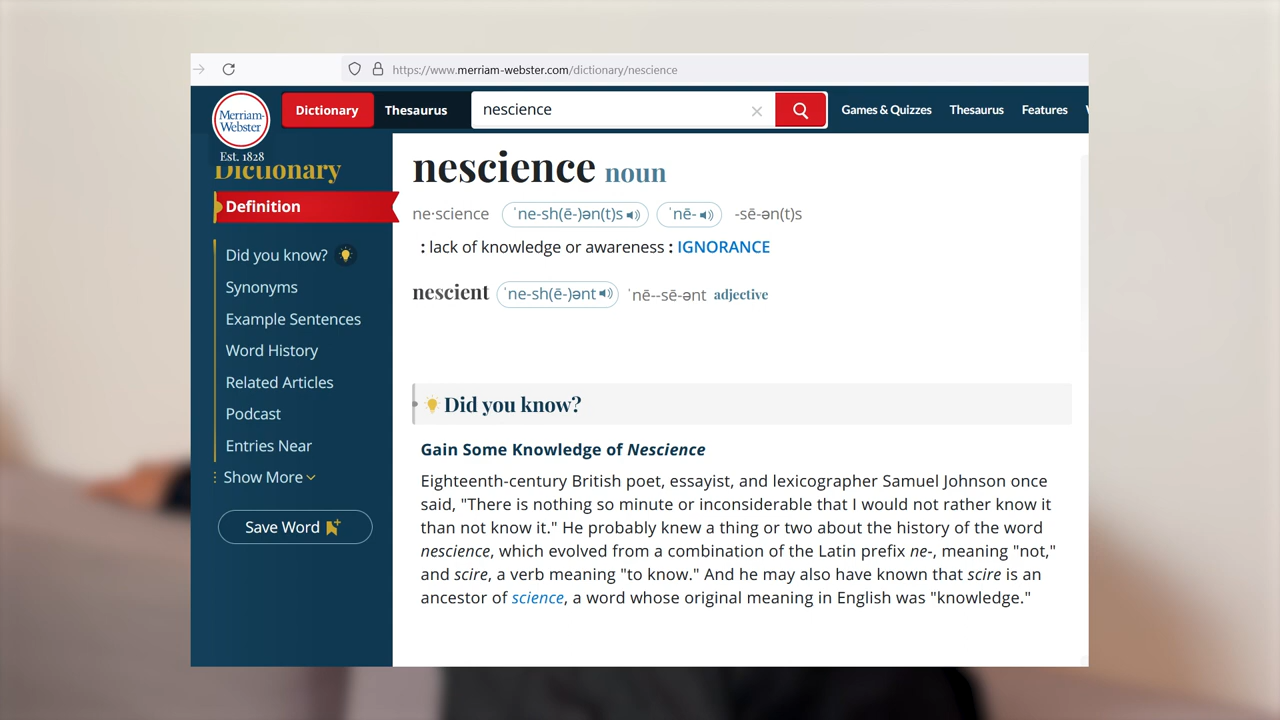 https://www.merriam-webster.com/dictionary/nescience
Merriam-
Webster
Est. 1828
Dictionary
Thesaurus
nescience
Games & Quizzes
Thesaurus
Features
Dictionary
Definition
Did you know?
Synonyms
Example Sentences
Word History
Related Articles
Podcast
Entries Near
Show More
Save Word
nescience noun
ne·science ˈne-sh(ē-)ən(t)s ˈnē- -sē-ən(t)s
: lack of knowledge or awareness : IGNORANCE
nescient ˈne-sh(ē-)ənt ˈnē--sē-ənt adjective
Did you know?
Gain Some Knowledge of Nescience
Eighteenth-century British poet, essayist, and lexicographer Samuel Johnson once
said, "There is nothing so minute or inconsiderable that I would not rather know it
than not know it." He probably knew a thing or two about the history of the word
nescience, which evolved from a combination of the Latin prefix ne-, meaning "not,"
and scire, a verb meaning "to know." And he may also have known that scire is an
ancestor of science, a word whose original meaning in English was "knowledge."